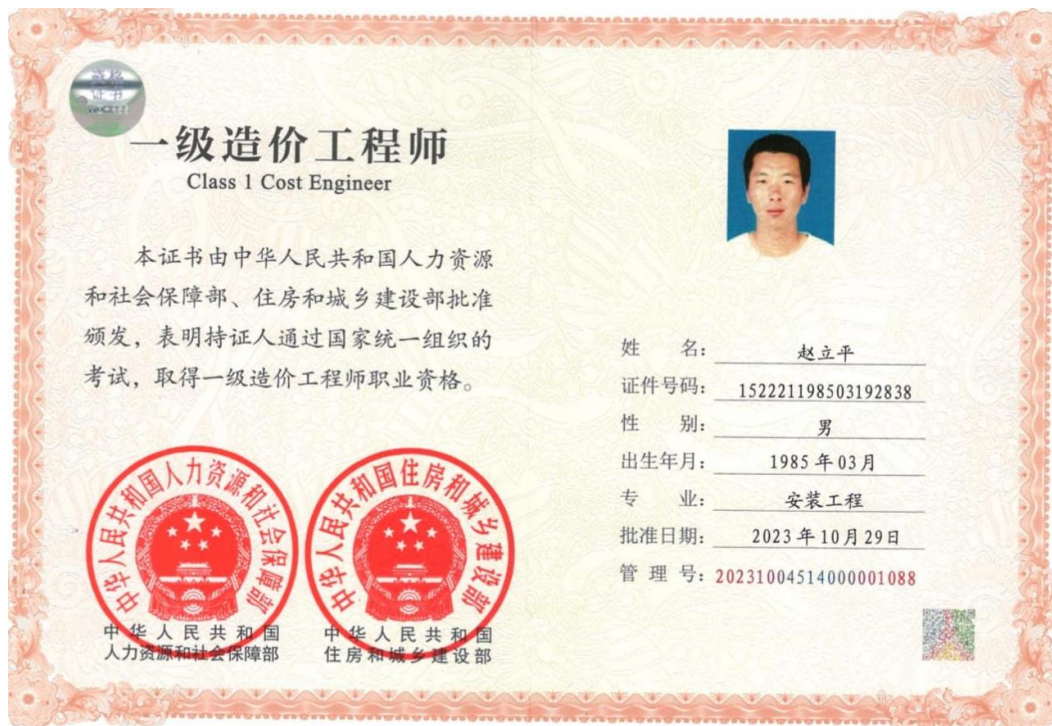 一级造价工程师
Class 1 Cost Engineer
本证书由中华人民共和国人力资源
和社会保障部、住房和城乡建设部批准
颁发，表明持证人通过国家统一组织的
考试，取得一级造价工程师职业资格。
中华人民共和国人力资源和社会保障部
中华人民共和国住房和城乡建设部
中华人民共和国
人力资源和社会保障部
中华人民共和国
住房和城乡建设部
姓 名： 赵立平
证件号码： 152221198503192838
性 别： 男
出生年月： 1985年03月
专 业： 安装工程
批准日期： 2023年10月29日
管 理 号： 20231004514000001088